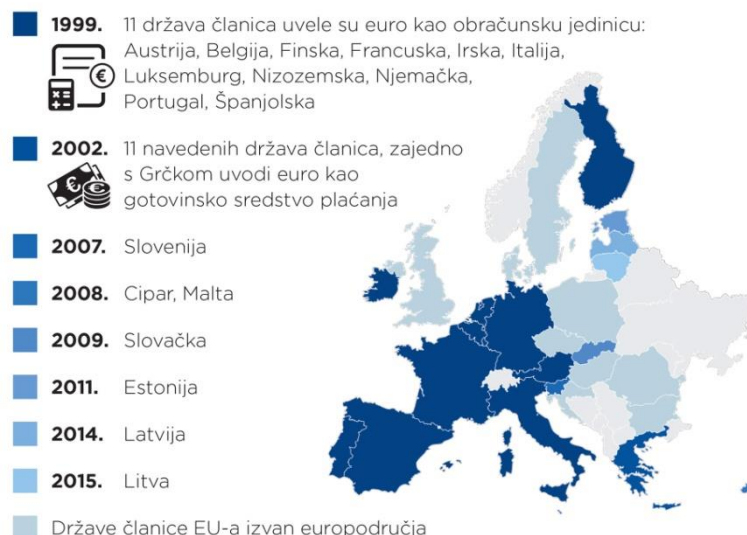 1999. 11 država članica uvele su euro kao obračunsku jedinicu:
Austrija, Belgija, Finska, Francuska, Irska, Italija,
Luksemburg, Nizozemska, Njemačka,
Portugal, Španjolska
2002. 11 navedenih država članica, zajedno
s Grčkom uvodi euro kao
gotovinsko sredstvo plaćanja
2007. Slovenija
2008. Cipar, Malta
2009. Slovačka
2011. Estonija
2014. Latvija
2015. Litva
Države članice EU-a izvan europodručja